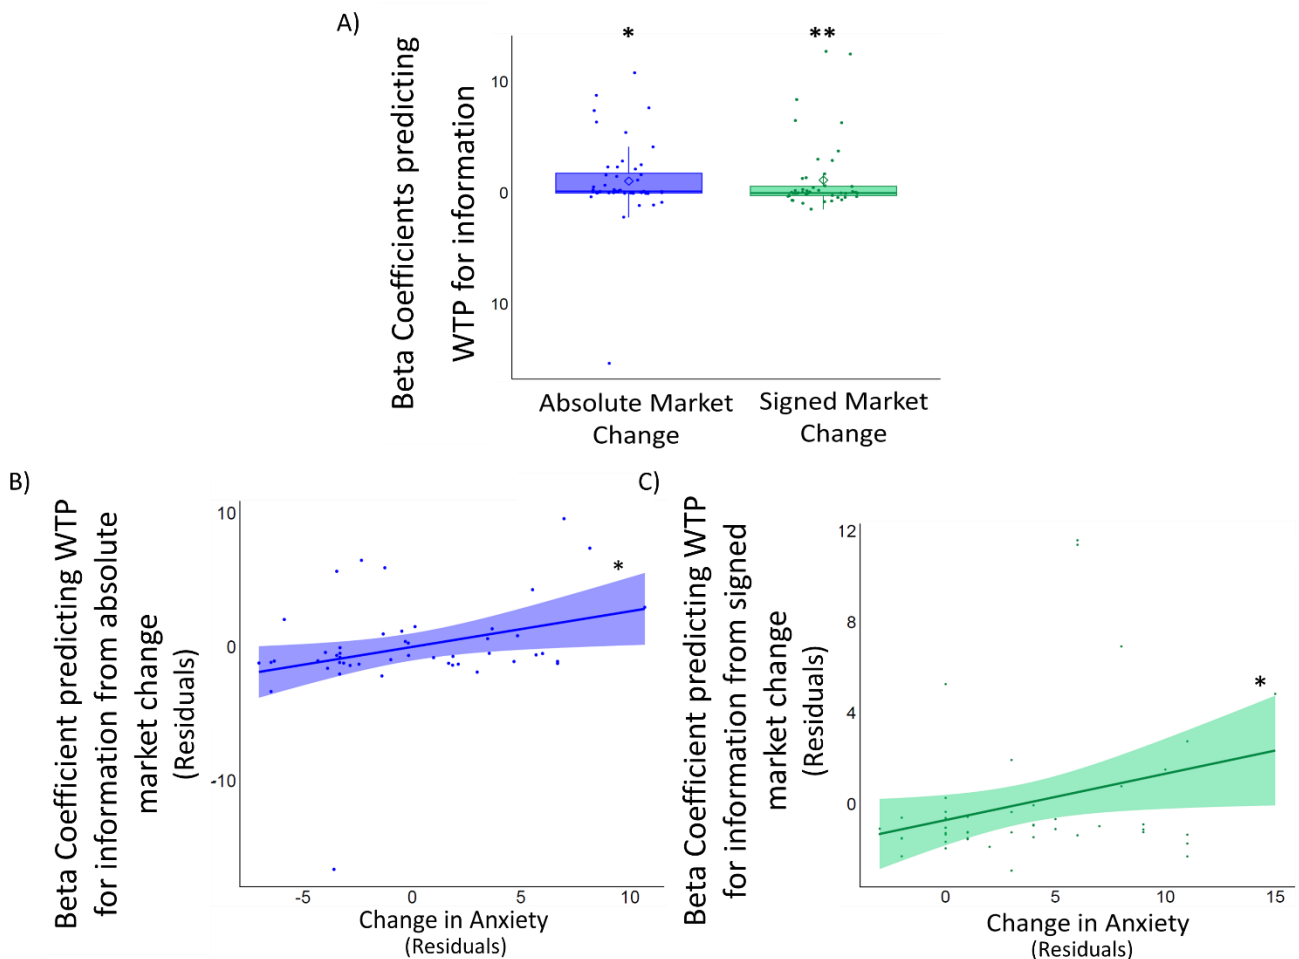 A)
Beta Coefficients predicting
WTP for information
*
**
10
0
10
Absolute Market
Change
Signed Market
Change
B)
Beta Coefficient predicting WTP
for information from absolute
market change
(Residuals)
10
0
-10
*
-5
0
5
10
Change in Anxiety
(Residuals)
C)
Beta Coefficient predicting WTP
for information from signed
market change
(Residuals)
12
8
4
0
*
0
5
10
15
Change in Anxiety
(Residuals)